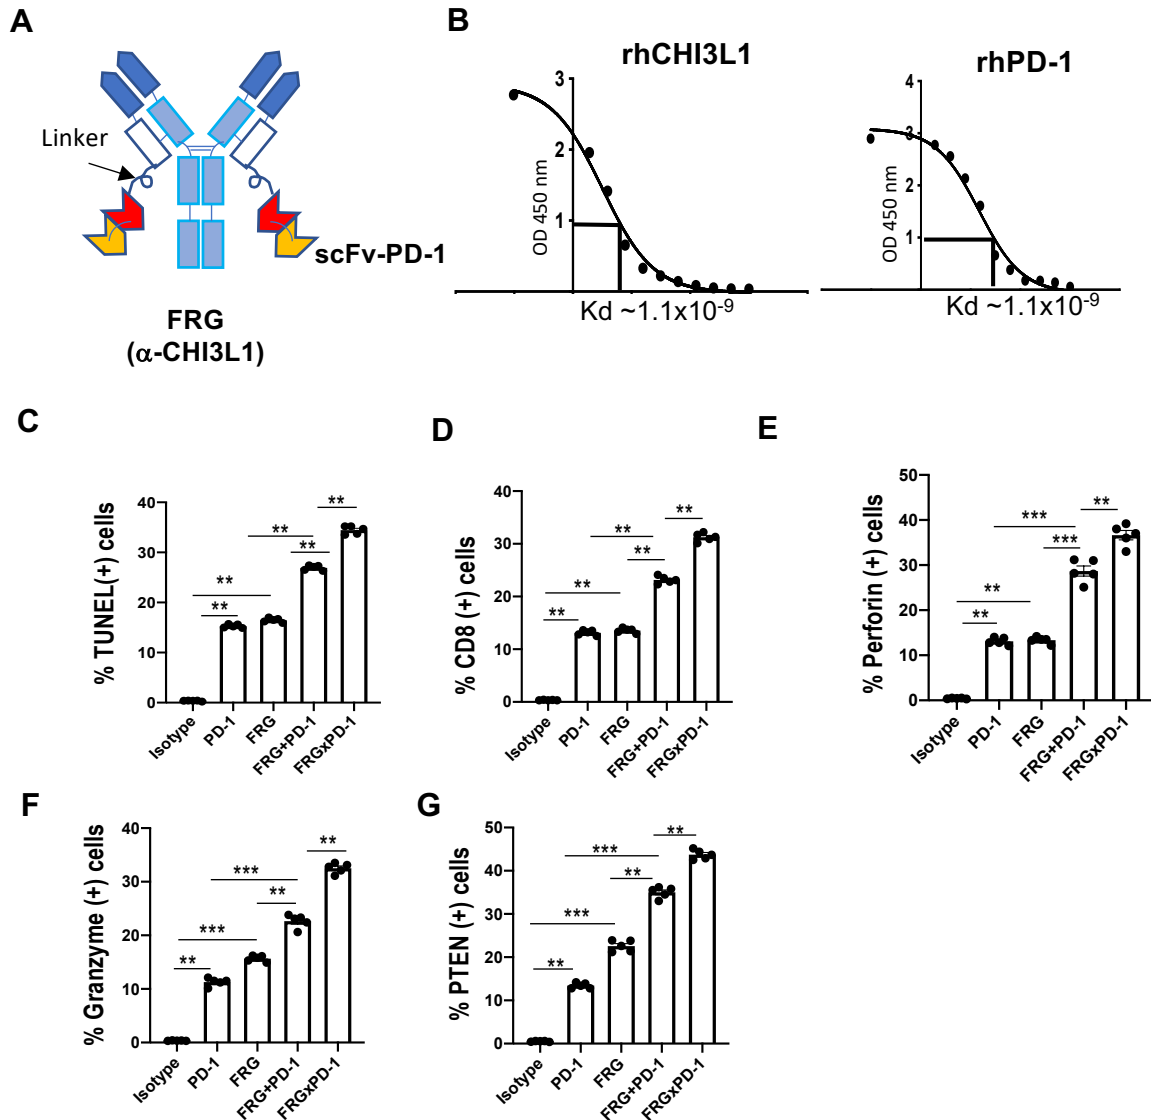 A
Linker
scFv-PD-1
FRG
(α-CHI3L1)
B
rhCHI3L1
3
2
1
OD 450 nm
Kd ~1.1x10⁻⁹
rhPD-1
4
3
2
1
OD 450 nm
Kd ~1.1x10⁻⁹
C
% TUNEL(+) cells
40
30
20
10
0
**
**
**
**
**
Isotype
PD-1
FRG
FRG+PD-1
FRGxPD-1
D
% CD8 (+) cells
40
30
20
10
0
**
**
**
**
**
Isotype
PD-1
FRG
FRG+PD-1
FRGxPD-1
E
% Perforin (+) cells
50
40
30
20
10
0
**
***
***
**
**
Isotype
PD-1
FRG
FRG+PD-1
FRGxPD-1
F
% Granzyme (+) cells
40
30
20
10
0
**
***
**
***
**
Isotype
PD-1
FRG
FRG+PD-1
FRGxPD-1
G
% PTEN (+) cells
50
40
30
20
10
0
**
***
**
***
**
Isotype
PD-1
FRG
FRG+PD-1
FRGxPD-1